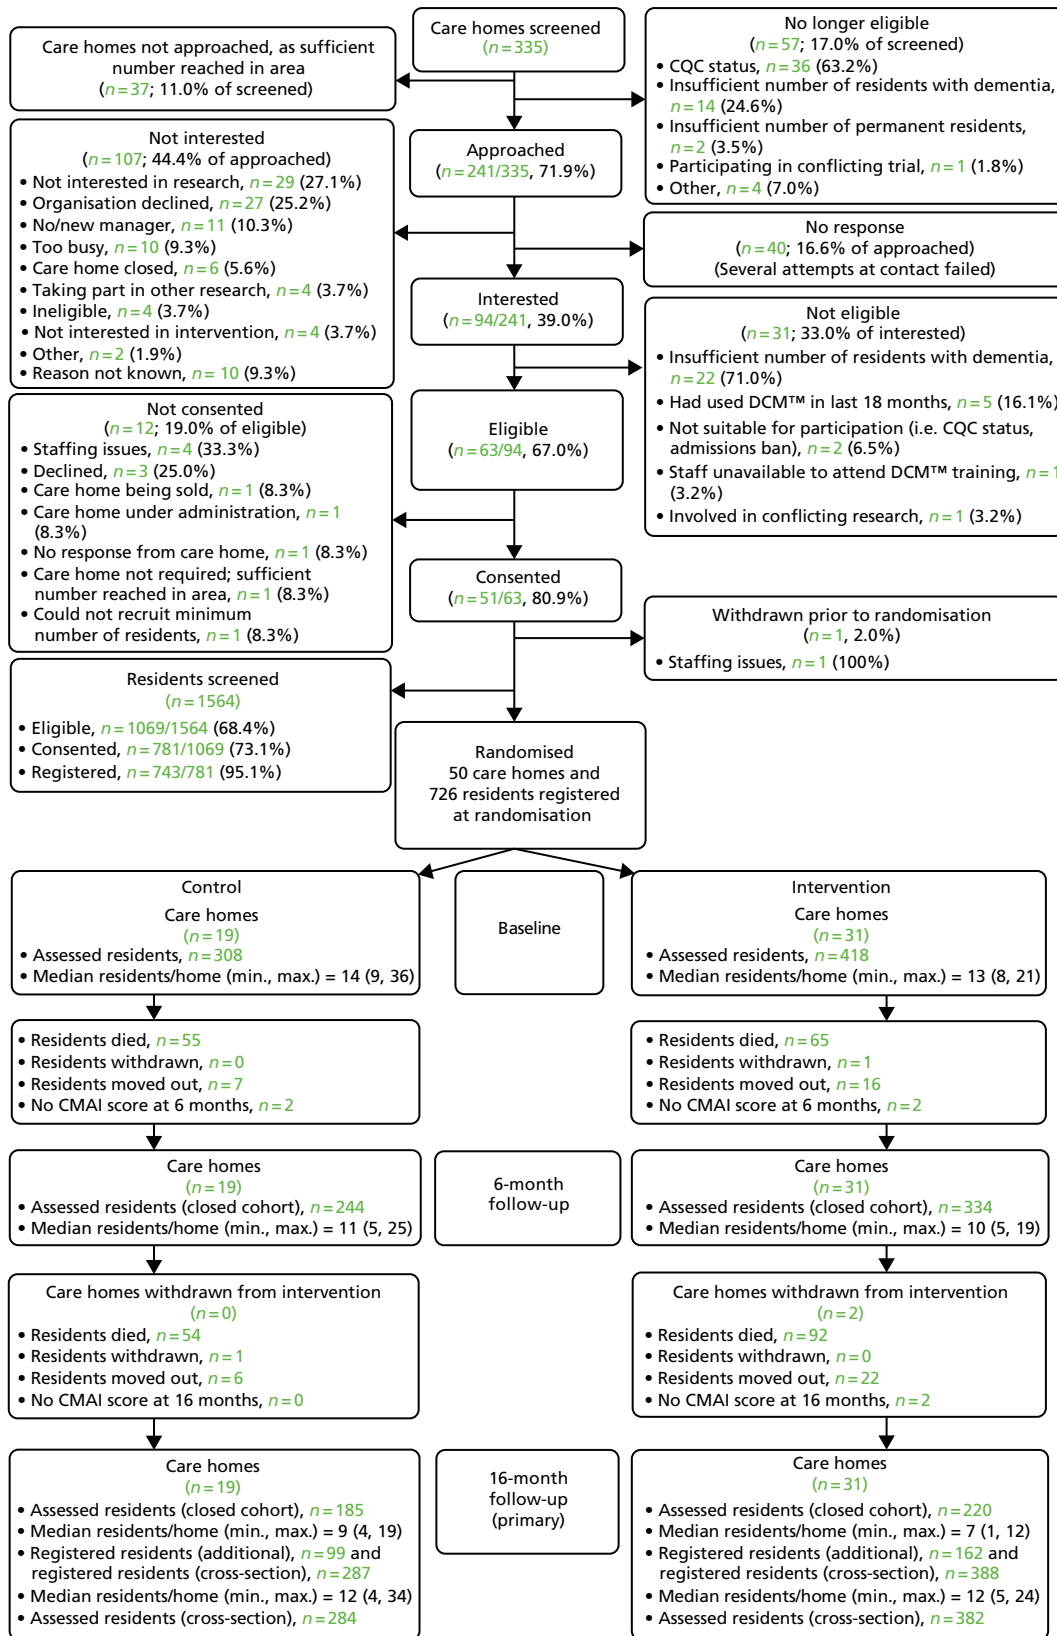 Care homes screened
(n=335)
Care homes not approached, as sufficient
number reached in area
(n=37; 11.0% of screened)
No longer eligible
(n=57; 17.0% of screened)
• CQC status, n=36 (63.2%)
• Insufficient number of residents with dementia,
n=14 (24.6%)
• Insufficient number of permanent residents,
n=2 (3.5%)
• Participating in conflicting trial, n=1 (1.8%)
• Other, n=4 (7.0%)
Approached
(n=241/335, 71.9%)
Not interested
(n=107; 44.4% of approached)
• Not interested in research, n=29 (27.1%)
• Organisation declined, n=27 (25.2%)
• No/new manager, n=11 (10.3%)
• Too busy, n=10 (9.3%)
• Care home closed, n=6 (5.6%)
• Taking part in other research, n=4 (3.7%)
• Ineligible, n=4 (3.7%)
• Not interested in intervention, n=4 (3.7%)
• Other, n=2 (1.9%)
• Reason not known, n=10 (9.3%)
No response
(n=40; 16.6% of approached)
(Several attempts at contact failed)
Interested
(n=94/241, 39.0%)
Not eligible
(n=31; 33.0% of interested)
• Insufficient number of residents with dementia,
n=22 (71.0%)
• Had used DCM™ in last 18 months, n=5 (16.1%)
• Not suitable for participation (i.e. CQC status,
admissions ban), n=2 (6.5%)
• Staff unavailable to attend DCM™ training, n=1
(3.2%)
• Involved in conflicting research, n=1 (3.2%)
Eligible
(n=63/94, 67.0%)
Not consented
(n=12; 19.0% of eligible)
• Staffing issues, n=4 (33.3%)
• Declined, n=3 (25.0%)
• Care home being sold, n=1 (8.3%)
• Care home under administration, n=1
(8.3%)
• No response from care home, n=1 (8.3%)
• Care home not required; sufficient
number reached in area, n=1 (8.3%)
• Could not recruit minimum
number of residents, n=1 (8.3%)
Consented
(n=51/63, 80.9%)
Withdrawn prior to randomisation
(n=1, 2.0%)
• Staffing issues, n=1 (100%)
Residents screened
(n=1564)
• Eligible, n=1069/1564 (68.4%)
• Consented, n=781/1069 (73.1%)
• Registered, n=743/781 (95.1%)
Randomised
50 care homes and
726 residents registered
at randomisation
Control
Care homes
(n=19)
• Assessed residents, n=308
• Median residents/home (min., max.) = 14 (9, 36)
Baseline
Intervention
Care homes
(n=31)
• Assessed residents, n=418
• Median residents/home (min., max.) = 13 (8, 21)
• Residents died, n=55
• Residents withdrawn, n=0
• Residents moved out, n=7
• No CMAI score at 6 months, n=2
• Residents died, n=65
• Residents withdrawn, n=1
• Residents moved out, n=16
• No CMAI score at 6 months, n=2
Care homes
(n=19)
• Assessed residents (closed cohort), n=244
• Median residents/home (min., max.) = 11 (5, 25)
6-month
follow-up
Care homes
(n=31)
• Assessed residents (closed cohort), n=334
• Median residents/home (min., max.) = 10 (5, 19)
Care homes withdrawn from intervention
(n=0)
• Residents died, n=54
• Residents withdrawn, n=1
• Residents moved out, n=6
• No CMAI score at 16 months, n=0
Care homes withdrawn from intervention
(n=2)
• Residents died, n=92
• Residents withdrawn, n=0
• Residents moved out, n=22
• No CMAI score at 16 months, n=2
Care homes
(n=19)
• Assessed residents (closed cohort), n=185
• Median residents/home (min., max.) = 9 (4, 19)
• Registered residents (additional), n=99 and
registered residents (cross-section),
n=287
• Median residents/home (min., max.) = 12 (4, 34)
• Assessed residents (cross-section), n=284
16-month
follow-up
(primary)
Care homes
(n=31)
• Assessed residents (closed cohort), n=220
• Median residents/home (min., max.) = 7 (1, 12)
• Registered residents (additional), n=162 and
registered residents (cross-section),
n=388
• Median residents/home (min., max.) = 12 (5, 24)
• Assessed residents (cross-section), n=382